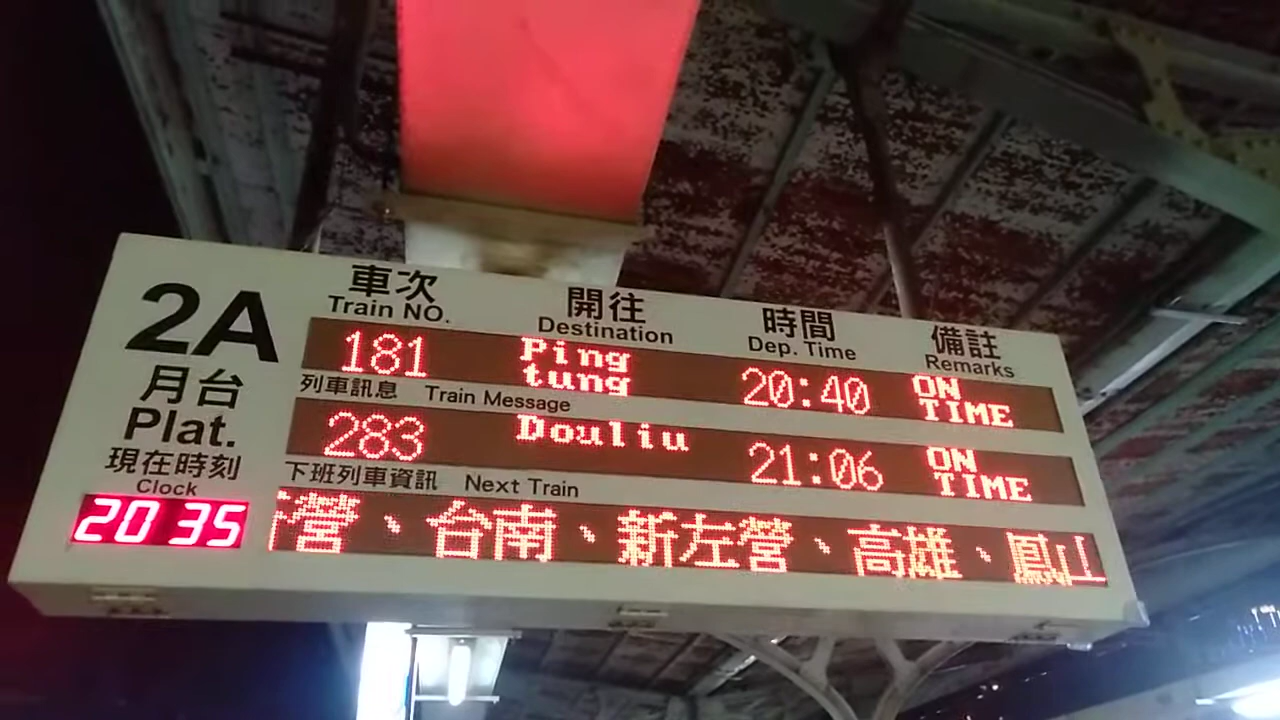 2A
月台
Plat.
現在時刻
Clock
20 35
車次 開往 時間 備註
Train NO. Destination Dep. Time Remarks
181 Ping tung 20:40 ON TIME
列車訊息 Train Message
283 Douliu 21:06 ON TIME
下班列車資訊 Next Train
營、台南、新左營、高雄、鳳山